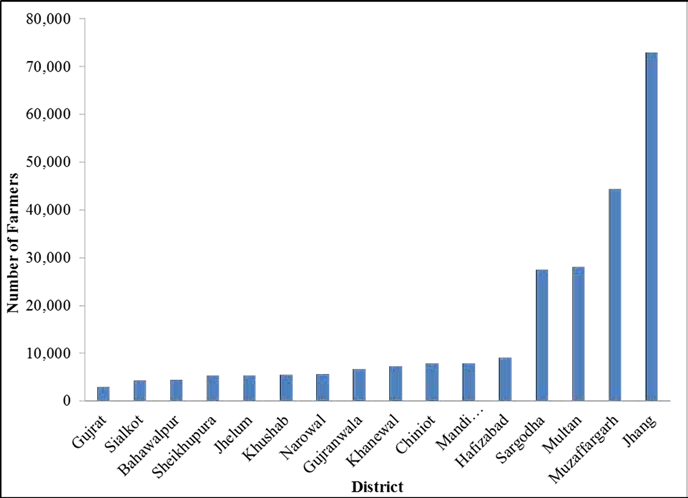 80,000
70,000
60,000
50,000
40,000
30,000
20,000
10,000
0
Number of Farmers
Gujrat
Sialkot
Bahawalpur
Sheikhupura
Jhelum
Khushab
Narowal
Gujranwala
Khanewal
Chiniot
Mandi…
Hafizabad
Sargodha
Multan
Muzaffargarh
Jhang
District